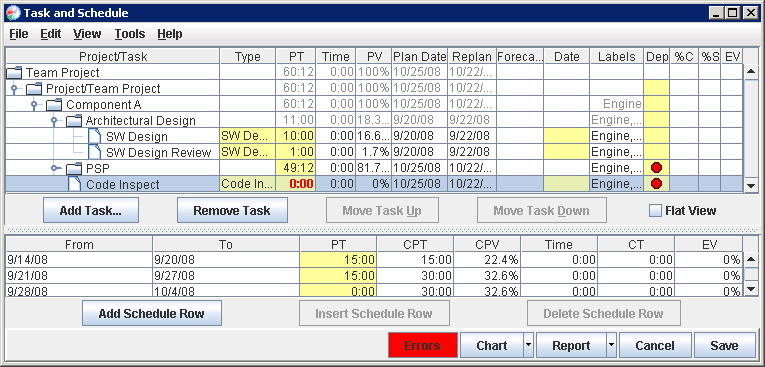 Task and Schedule
File Edit View Tools Help
Project/Task Type PT Time PV Plan Date Replan Foreca... Date Labels Dep %C %S EV
Team Project 60:12 0:00 100% 10/25/08 10/22/...
Project/Team Project 60:12 0:00 100% 10/25/08 10/22/...
Component A 60:12 0:00 100% 10/25/08 10/22/... Engine
Architectural Design 11:00 0:00 18.3... 9/20/08 9/22/08 Engine,...
SW Design SW De... 10:00 0:00 16.6... 9/20/08 9/22/08 Engine,...
SW Design Review SW De... 1:00 0:00 1.7% 9/20/08 9/22/08 Engine,...
PSP 49:12 0:00 81.7... 10/25/08 10/22/... Engine,...
Code Inspect Code In... 0:00 0:00 0% 10/25/08 10/22/... Engine,...
Add Task... Remove Task Move Task Up Move Task Down Flat View
From To PT CPT CPV Time CT EV
9/14/08 9/20/08 15:00 15:00 22.4% 0:00 0:00 0%
9/21/08 9/27/08 15:00 30:00 32.6% 0:00 0:00 0%
9/28/08 10/4/08 0:00 30:00 32.6% 0:00 0:00 0%
Add Schedule Row Insert Schedule Row Delete Schedule Row
Errors Chart Report Cancel Save